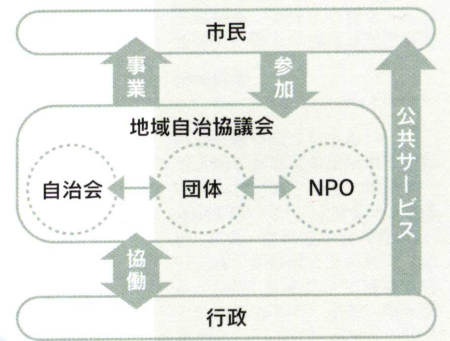 市民
事業
参加
公共サービス
地域自治協議会
自治会
団体
NPO
協働
行政